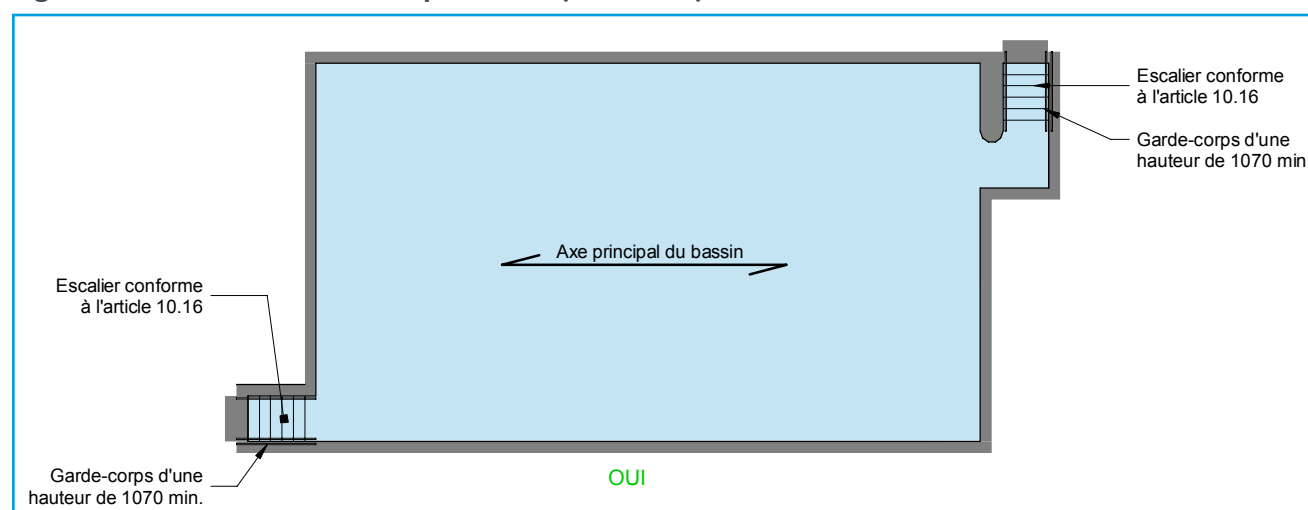 Escalier conforme
à l'article 10.16
Garde-corps d'une
hauteur de 1070 min
Axe principal du bassin
Escalier conforme
à l'article 10.16
Garde-corps d'une
hauteur de 1070 min.
OUI